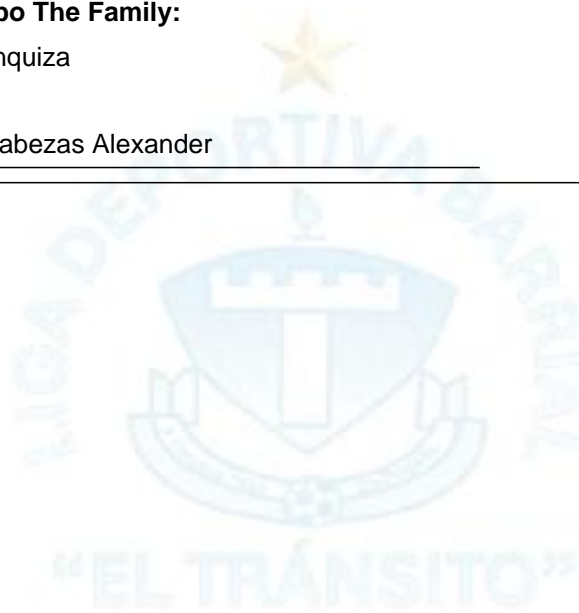 po The Family:
nquiza
abezas Alexander
LIGA DEPORTIVA BARRIAL
“EL TRÁNSITO”